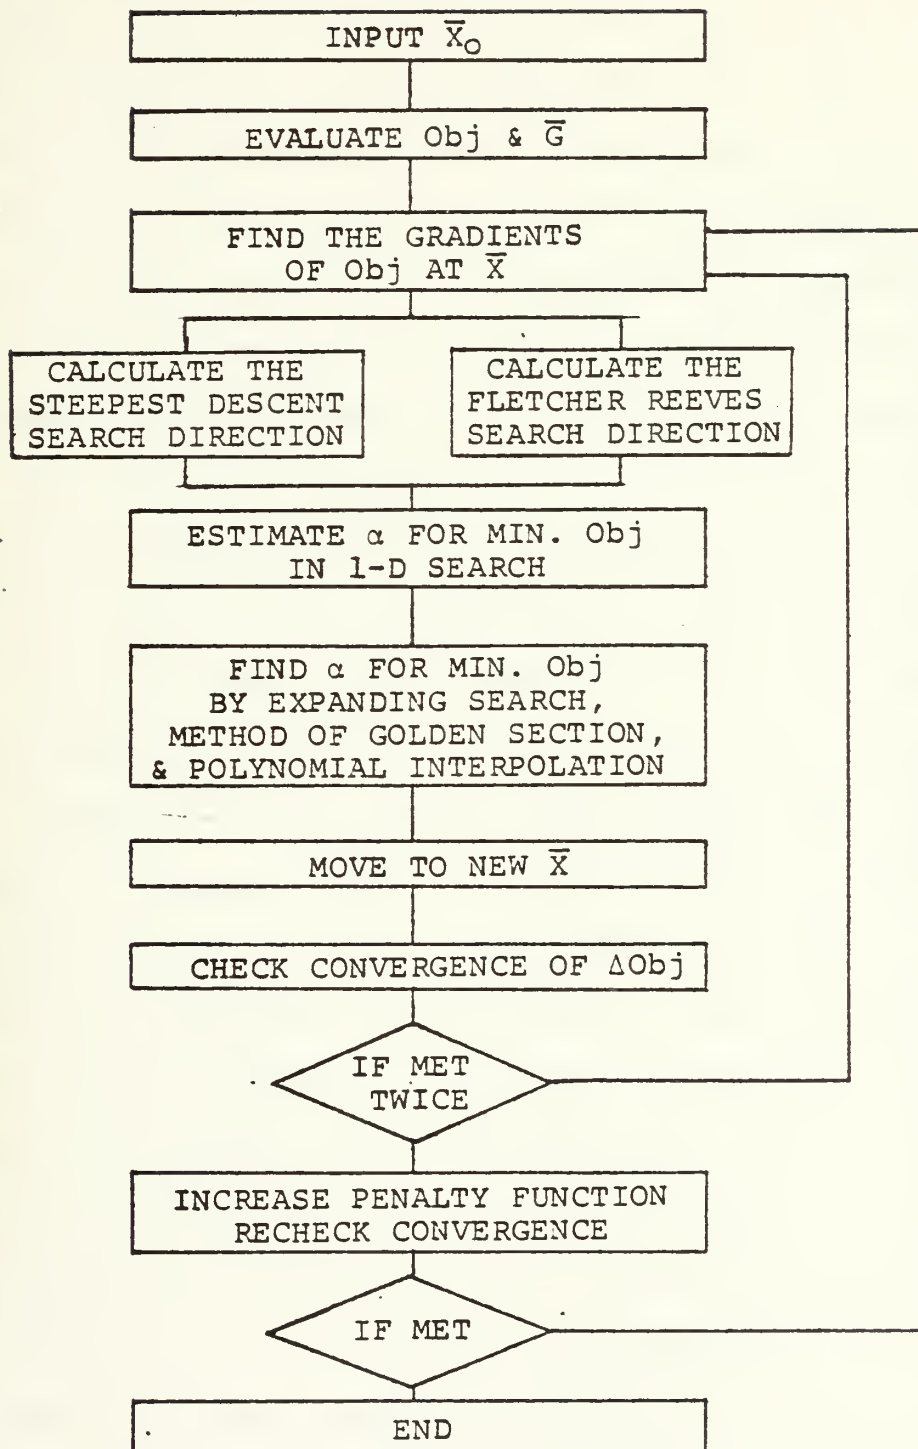 INPUT X̅O
EVALUATE Obj & G̅
FIND THE GRADIENTS
OF Obj AT X̅
CALCULATE THE
STEEPEST DESCENT
SEARCH DIRECTION
CALCULATE THE
FLETCHER REEVES
SEARCH DIRECTION
ESTIMATE α FOR MIN. Obj
IN 1-D SEARCH
FIND α FOR MIN. Obj
BY EXPANDING SEARCH,
METHOD OF GOLDEN SECTION,
& POLYNOMIAL INTERPOLATION
MOVE TO NEW X̅
CHECK CONVERGENCE OF ΔObj
IF MET
TWICE
INCREASE PENALTY FUNCTION
RECHECK CONVERGENCE
IF MET
END